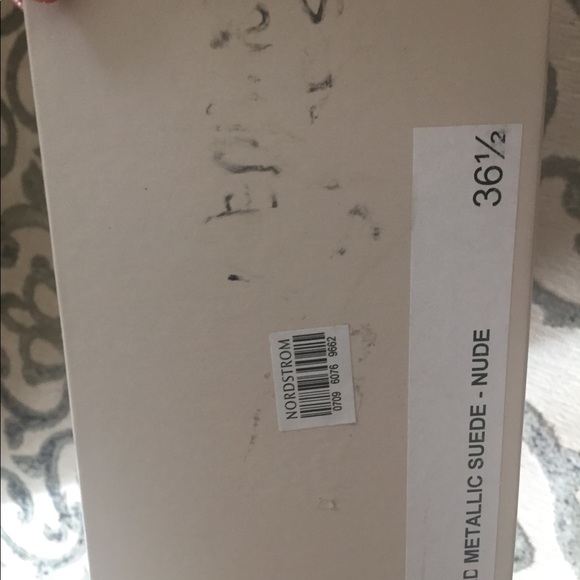 36½
D METALLIC SUEDE - NUDE
NORDSTROM
0709 6076 9662